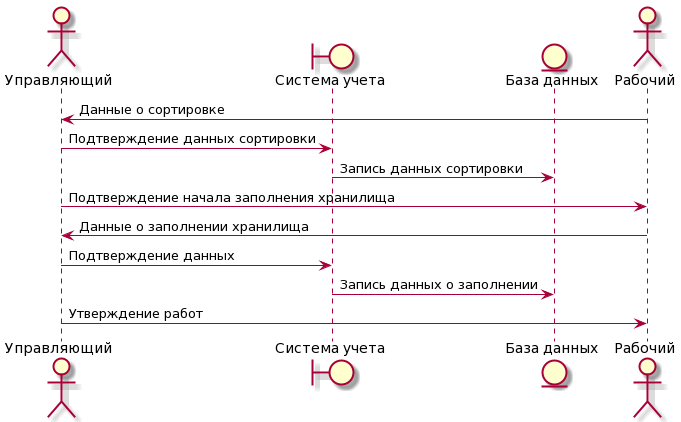 Управляющий
Система учета
База данных
Рабочий
Данные о сортировке
Подтверждение данных сортировки
Запись данных сортировки
Подтверждение начала заполнения хранилища
Данные о заполнении хранилища
Подтверждение данных
Запись данных о заполнении
Утверждение работ
Управляющий
Система учета
База данных
Рабочий